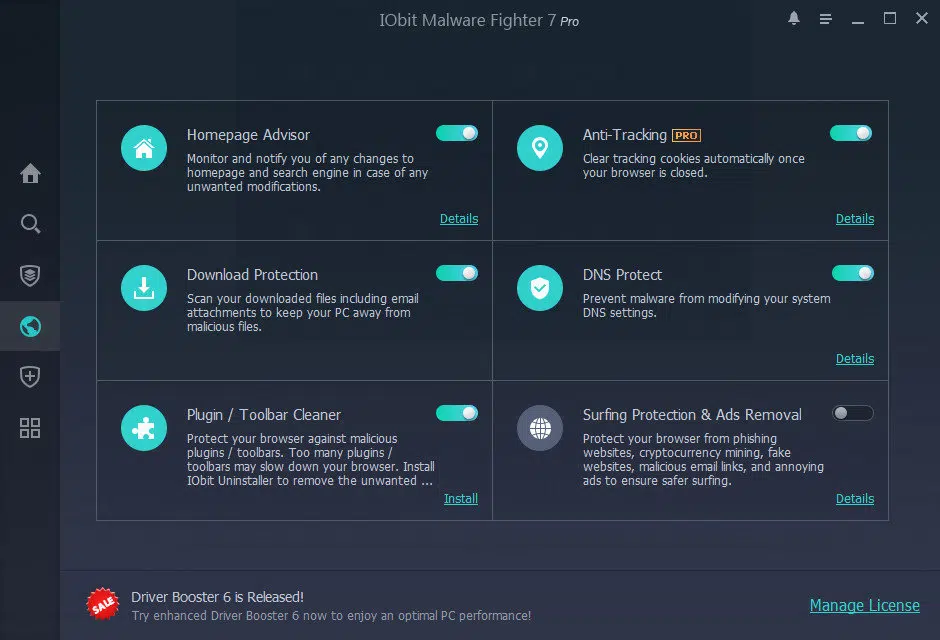 IObit Malware Fighter 7 Pro
Homepage Advisor
Monitor and notify you of any changes to
homepage and search engine in case of any
unwanted modifications.
Details
Anti-Tracking PRO
Clear tracking cookies automatically once
your browser is closed.
Details
Download Protection
Scan your downloaded files including email
attachments to keep your PC away from
malicious files.
DNS Protect
Prevent malware from modifying your system
DNS settings.
Details
Plugin / Toolbar Cleaner
Protect your browser against malicious
plugins / toolbars. Too many plugins /
toolbars may slow down your browser. Install
IObit Uninstaller to remove the unwanted ...
Install
Surfing Protection & Ads Removal
Protect your browser from phishing
websites, cryptocurrency mining, fake
websites, malicious email links, and annoying
ads to ensure safer surfing.
Details
SALE
Driver Booster 6 is Released!
Try enhanced Driver Booster 6 now to enjoy an optimal PC performance!
Manage License